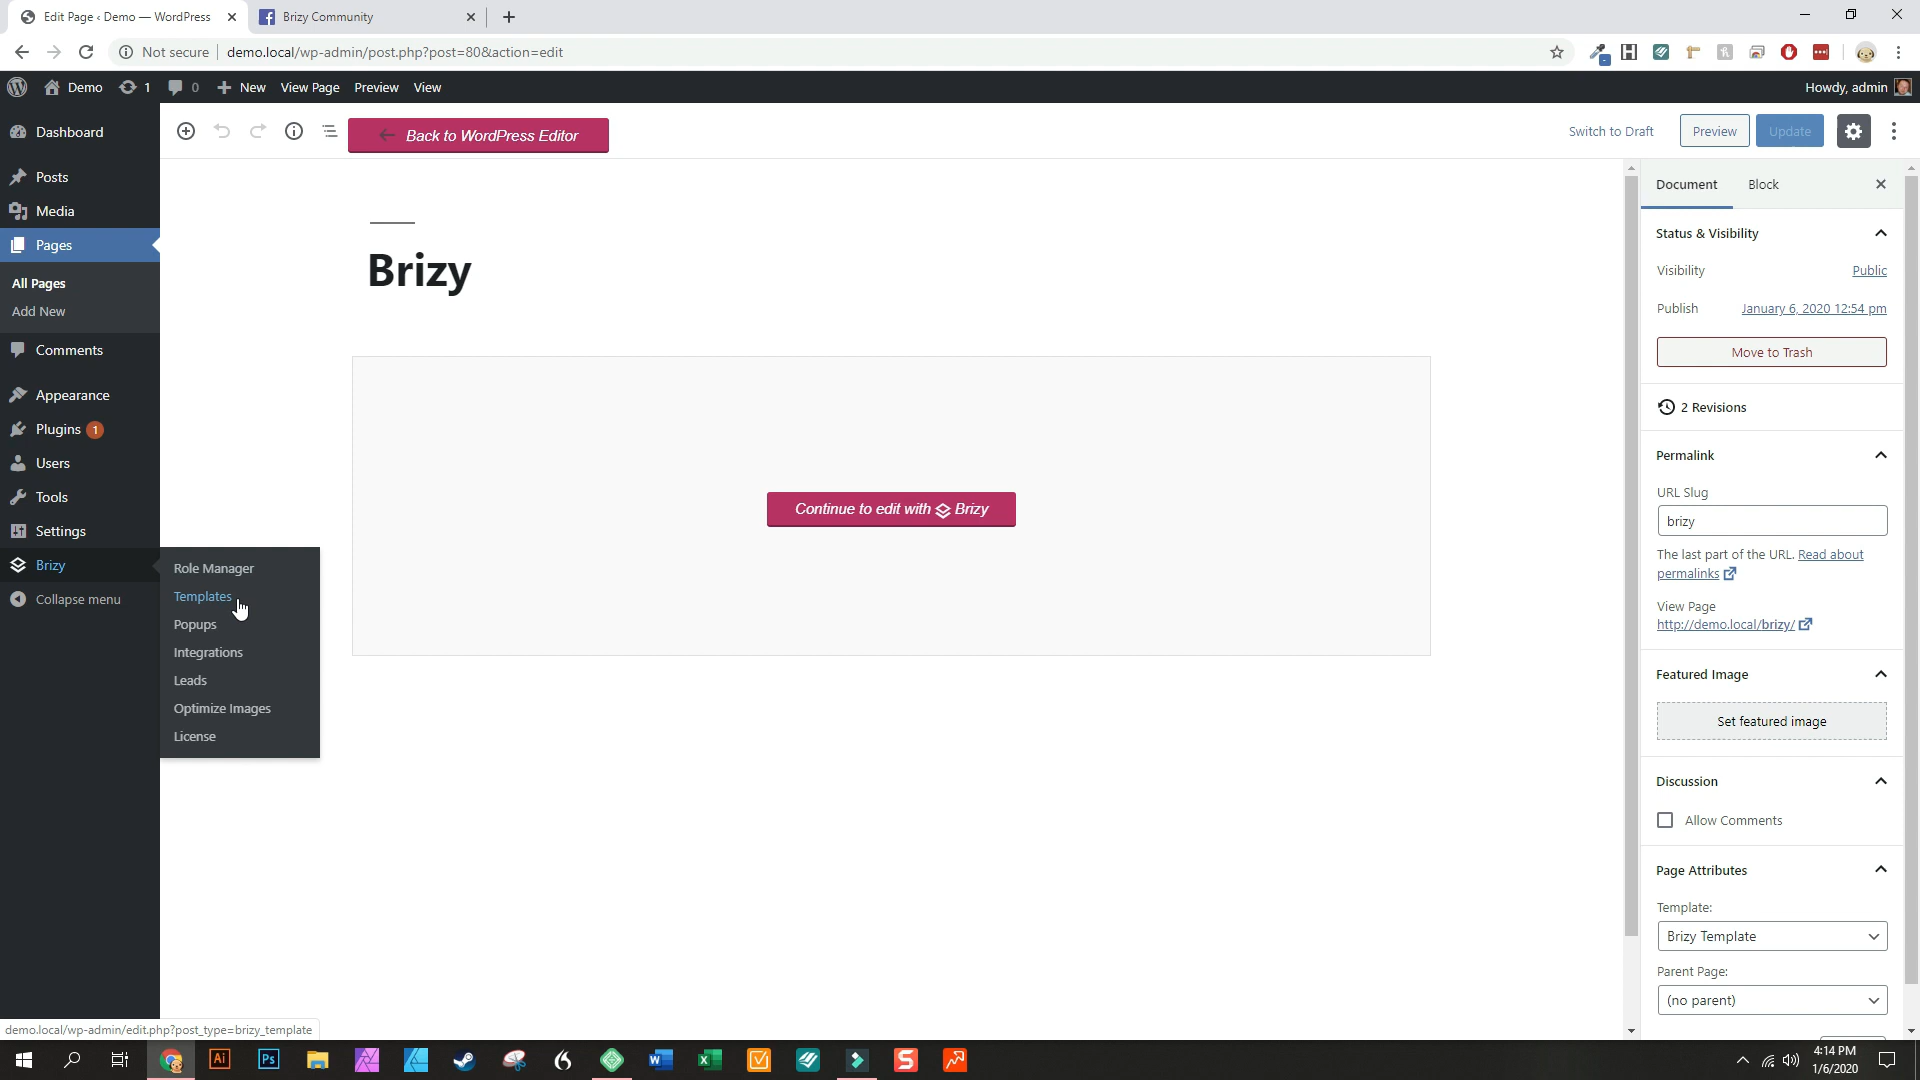 Edit Page ‹ Demo — WordPress
Brizy Community
Not secure
demo.local/wp-admin/post.php?post=80&action=edit
Demo
1
0
New
View Page
Preview
View
Howdy, admin
Dashboard
Posts
Media
Pages
All Pages
Add New
Comments
Appearance
Plugins 1
Users
Tools
Settings
Brizy
Collapse menu
Role Manager
Templates
Popups
Integrations
Leads
Optimize Images
License
Back to WordPress Editor
Switch to Draft
Preview
Update
Brizy
Continue to edit with Brizy
Document
Block
Status & Visibility
Visibility
Public
Publish
January 6, 2020 12:54 pm
Move to Trash
2 Revisions
Permalink
URL Slug
brizy
The last part of the URL. Read about
permalinks
View Page
http://demo.local/brizy/
Featured Image
Set featured image
Discussion
Allow Comments
Page Attributes
Template:
Brizy Template
Parent Page:
(no parent)
demo.local/wp-admin/edit.php?post_type=brizy_template
Ai
Ps
4:14 PM
1/6/2020